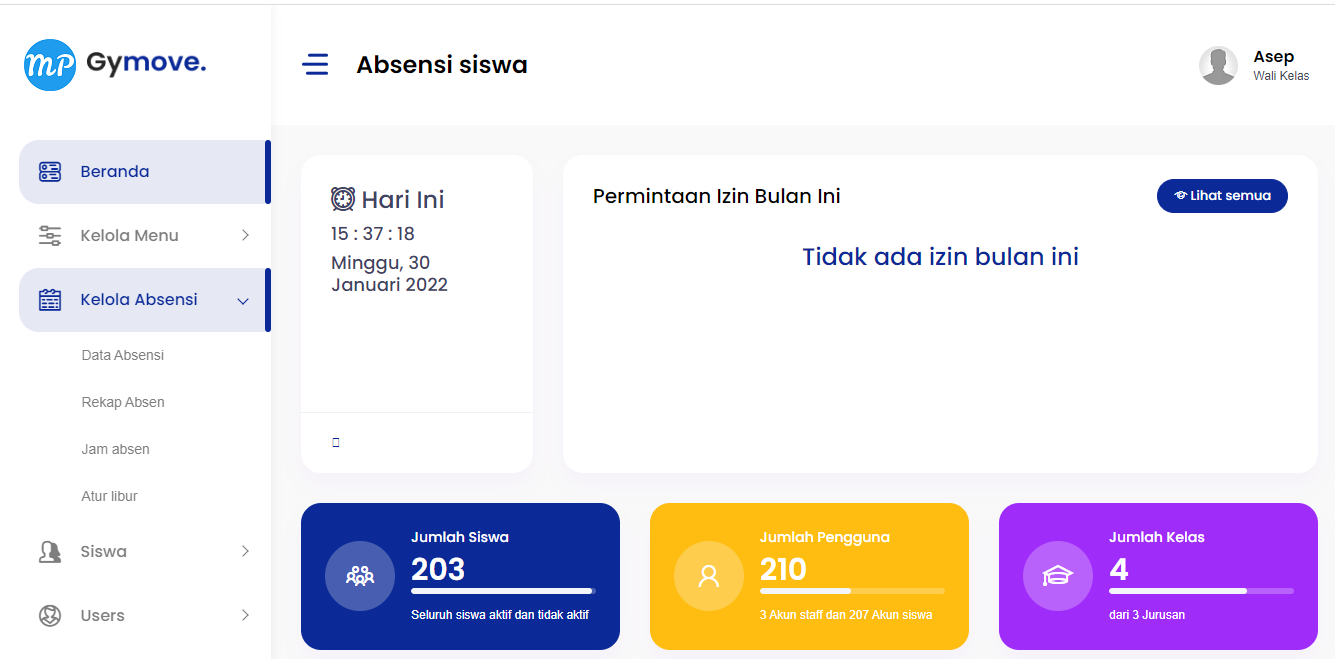 MP Gymove.
Absensi siswa
Asep
Wali Kelas
Beranda
Kelola Menu
Kelola Absensi
Data Absensi
Rekap Absen
Jam absen
Atur libur
Siswa
Users
Hari Ini
15 : 37 : 18
Minggu, 30
Januari 2022
Permintaan Izin Bulan Ini
Lihat semua
Tidak ada izin bulan ini
Jumlah Siswa
203
Seluruh siswa aktif dan tidak aktif
Jumlah Pengguna
210
3 Akun staff dan 207 Akun siswa
Jumlah Kelas
4
dari 3 Jurusan